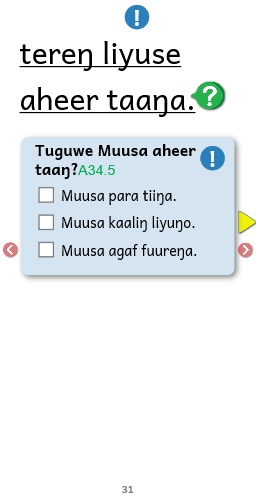 tereŋ liyuse
aheer taaŋa.
Tuguwe Muusa aheer
taaŋ?A34.5
Muusa para tiiŋa.
Muusa kaaliŋ liyuŋo.
Muusa agaf fuureŋa.
31